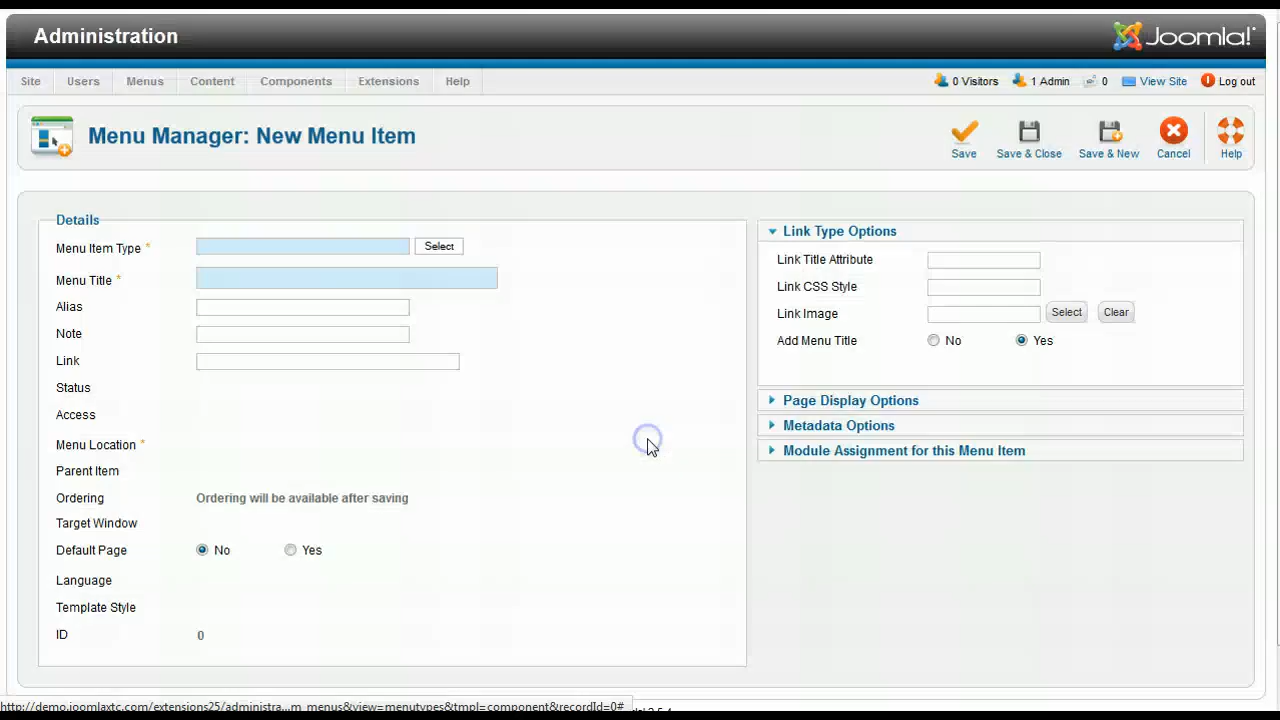 Administration
Joomla!
Site Users Menus Content Components Extensions Help
0 Visitors 1 Admin 0 View Site Log out
Menu Manager: New Menu Item
Save Save & Close Save & New Cancel Help
Details
Menu Item Type * Select
Menu Title *
Alias
Note
Link
Status
Access
Menu Location *
Parent Item
Ordering Ordering will be available after saving
Target Window
Default Page No Yes
Language
Template Style
ID 0
Link Type Options
Link Title Attribute
Link CSS Style
Link Image Select Clear
Add Menu Title No Yes
Page Display Options
Metadata Options
Module Assignment for this Menu Item
http://demo.joomlaxtc.com/extensions25/administra...m_menus&view=menutypes&tmpl=component&recordId=0#